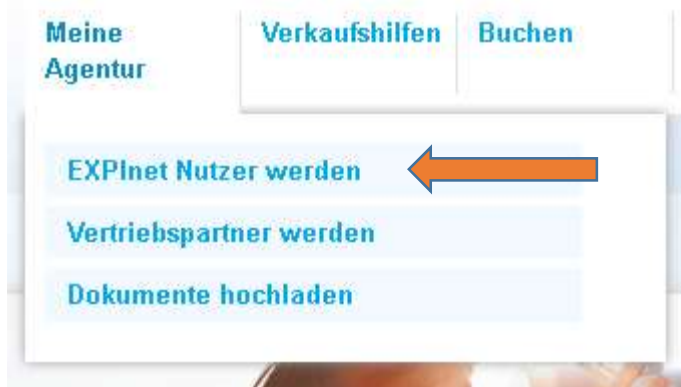 Meine Verkaufshilfen Buchen
Agentur
EXPInet Nutzer werden
Vertriebspartner werden
Dokumente hochladen